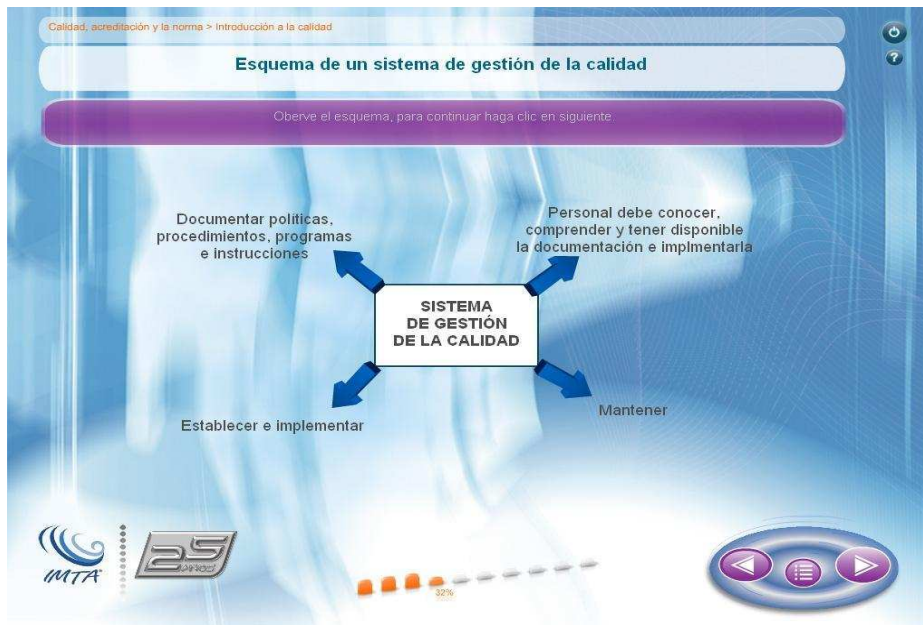 Calidad, acreditación y la norma > Introducción a la calidad
Esquema de un sistema de gestión de la calidad
Oberve el esquema, para continuar haga clic en siguiente
Documentar políticas,
procedimientos, programas
e instrucciones
Personal debe conocer,
comprender y tener disponible
la documentación e implmentarla
SISTEMA
DE GESTIÓN
DE LA CALIDAD
Establecer e implementar
Mantener
IMTA
25
AÑOS
32%
?